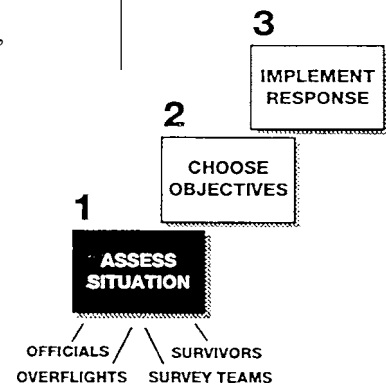 3
IMPLEMENT
RESPONSE
2
CHOOSE
OBJECTIVES
1
ASSESS
SITUATION
OFFICIALS SURVIVORS
OVERFLIGHTS SURVEY TEAMS